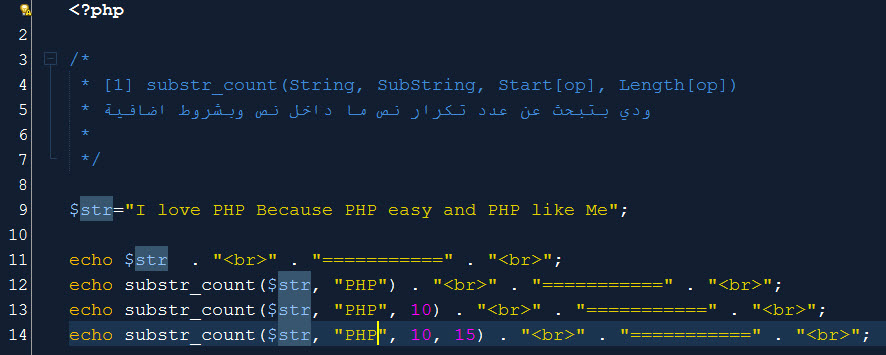 <?php
2
3 /*
4 * [1] substr_count(String, SubString, Start[op], Length[op])
5 * ودي بتبحث عن عدد تكرار نص ما داخل نص وبشروط اضافية
6 *
7 */
8
9 $str="I love PHP Because PHP easy and PHP like Me";
10
11 echo $str  . "<br>" . "===========" . "<br>";
12 echo substr_count($str, "PHP") . "<br>" . "===========" . "<br>";
13 echo substr_count($str, "PHP", 10) . "<br>" . "===========" . "<br>";
14 echo substr_count($str, "PHP", 10, 15) . "<br>" . "===========" . "<br>";